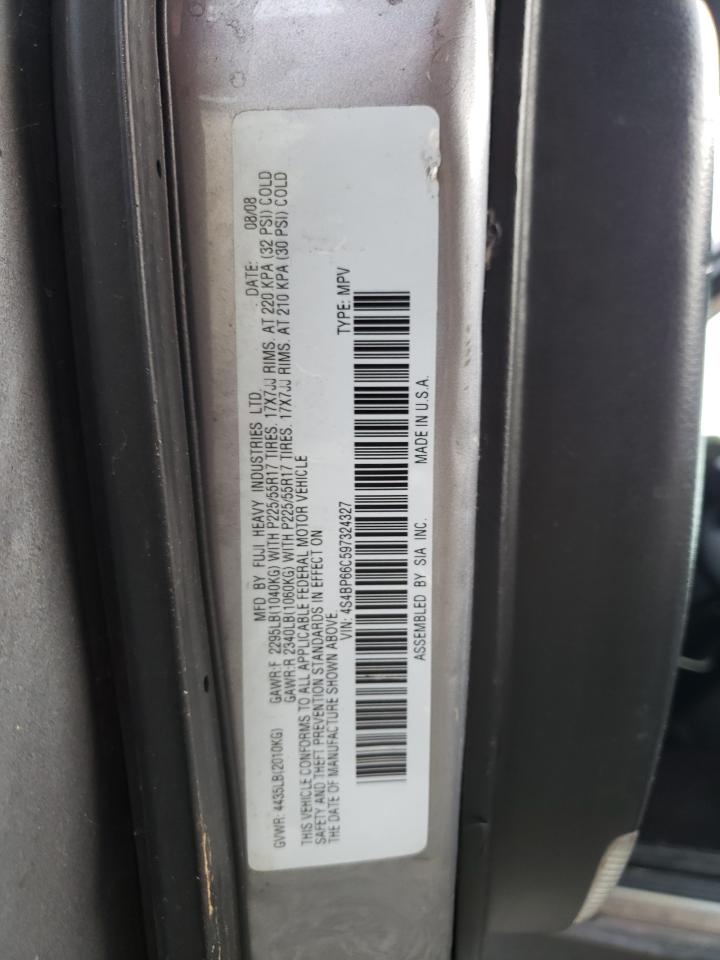 MFD BY FUJI HEAVY INDUSTRIES LTD. DATE: 08/08
GVWR: 4435LB(2010KG) GAWR:F 2295LB(1040KG) WITH P225/55R17 TIRES. 17X7JJ RIMS. AT 220 KPA (32 PSI) COLD
GAWR:R 2340LB(1060KG) WITH P225/55R17 TIRES. 17X7JJ RIMS. AT 210 KPA (30 PSI) COLD
THIS VEHICLE CONFORMS TO ALL APPLICABLE FEDERAL MOTOR VEHICLE
SAFETY AND THEFT PREVENTION STANDARDS IN EFFECT ON
THE DATE OF MANUFACTURE SHOWN ABOVE.
VIN: 4S4BP66C597324327 TYPE: MPV
ASSEMBLED BY SIA INC. MADE IN U.S.A.